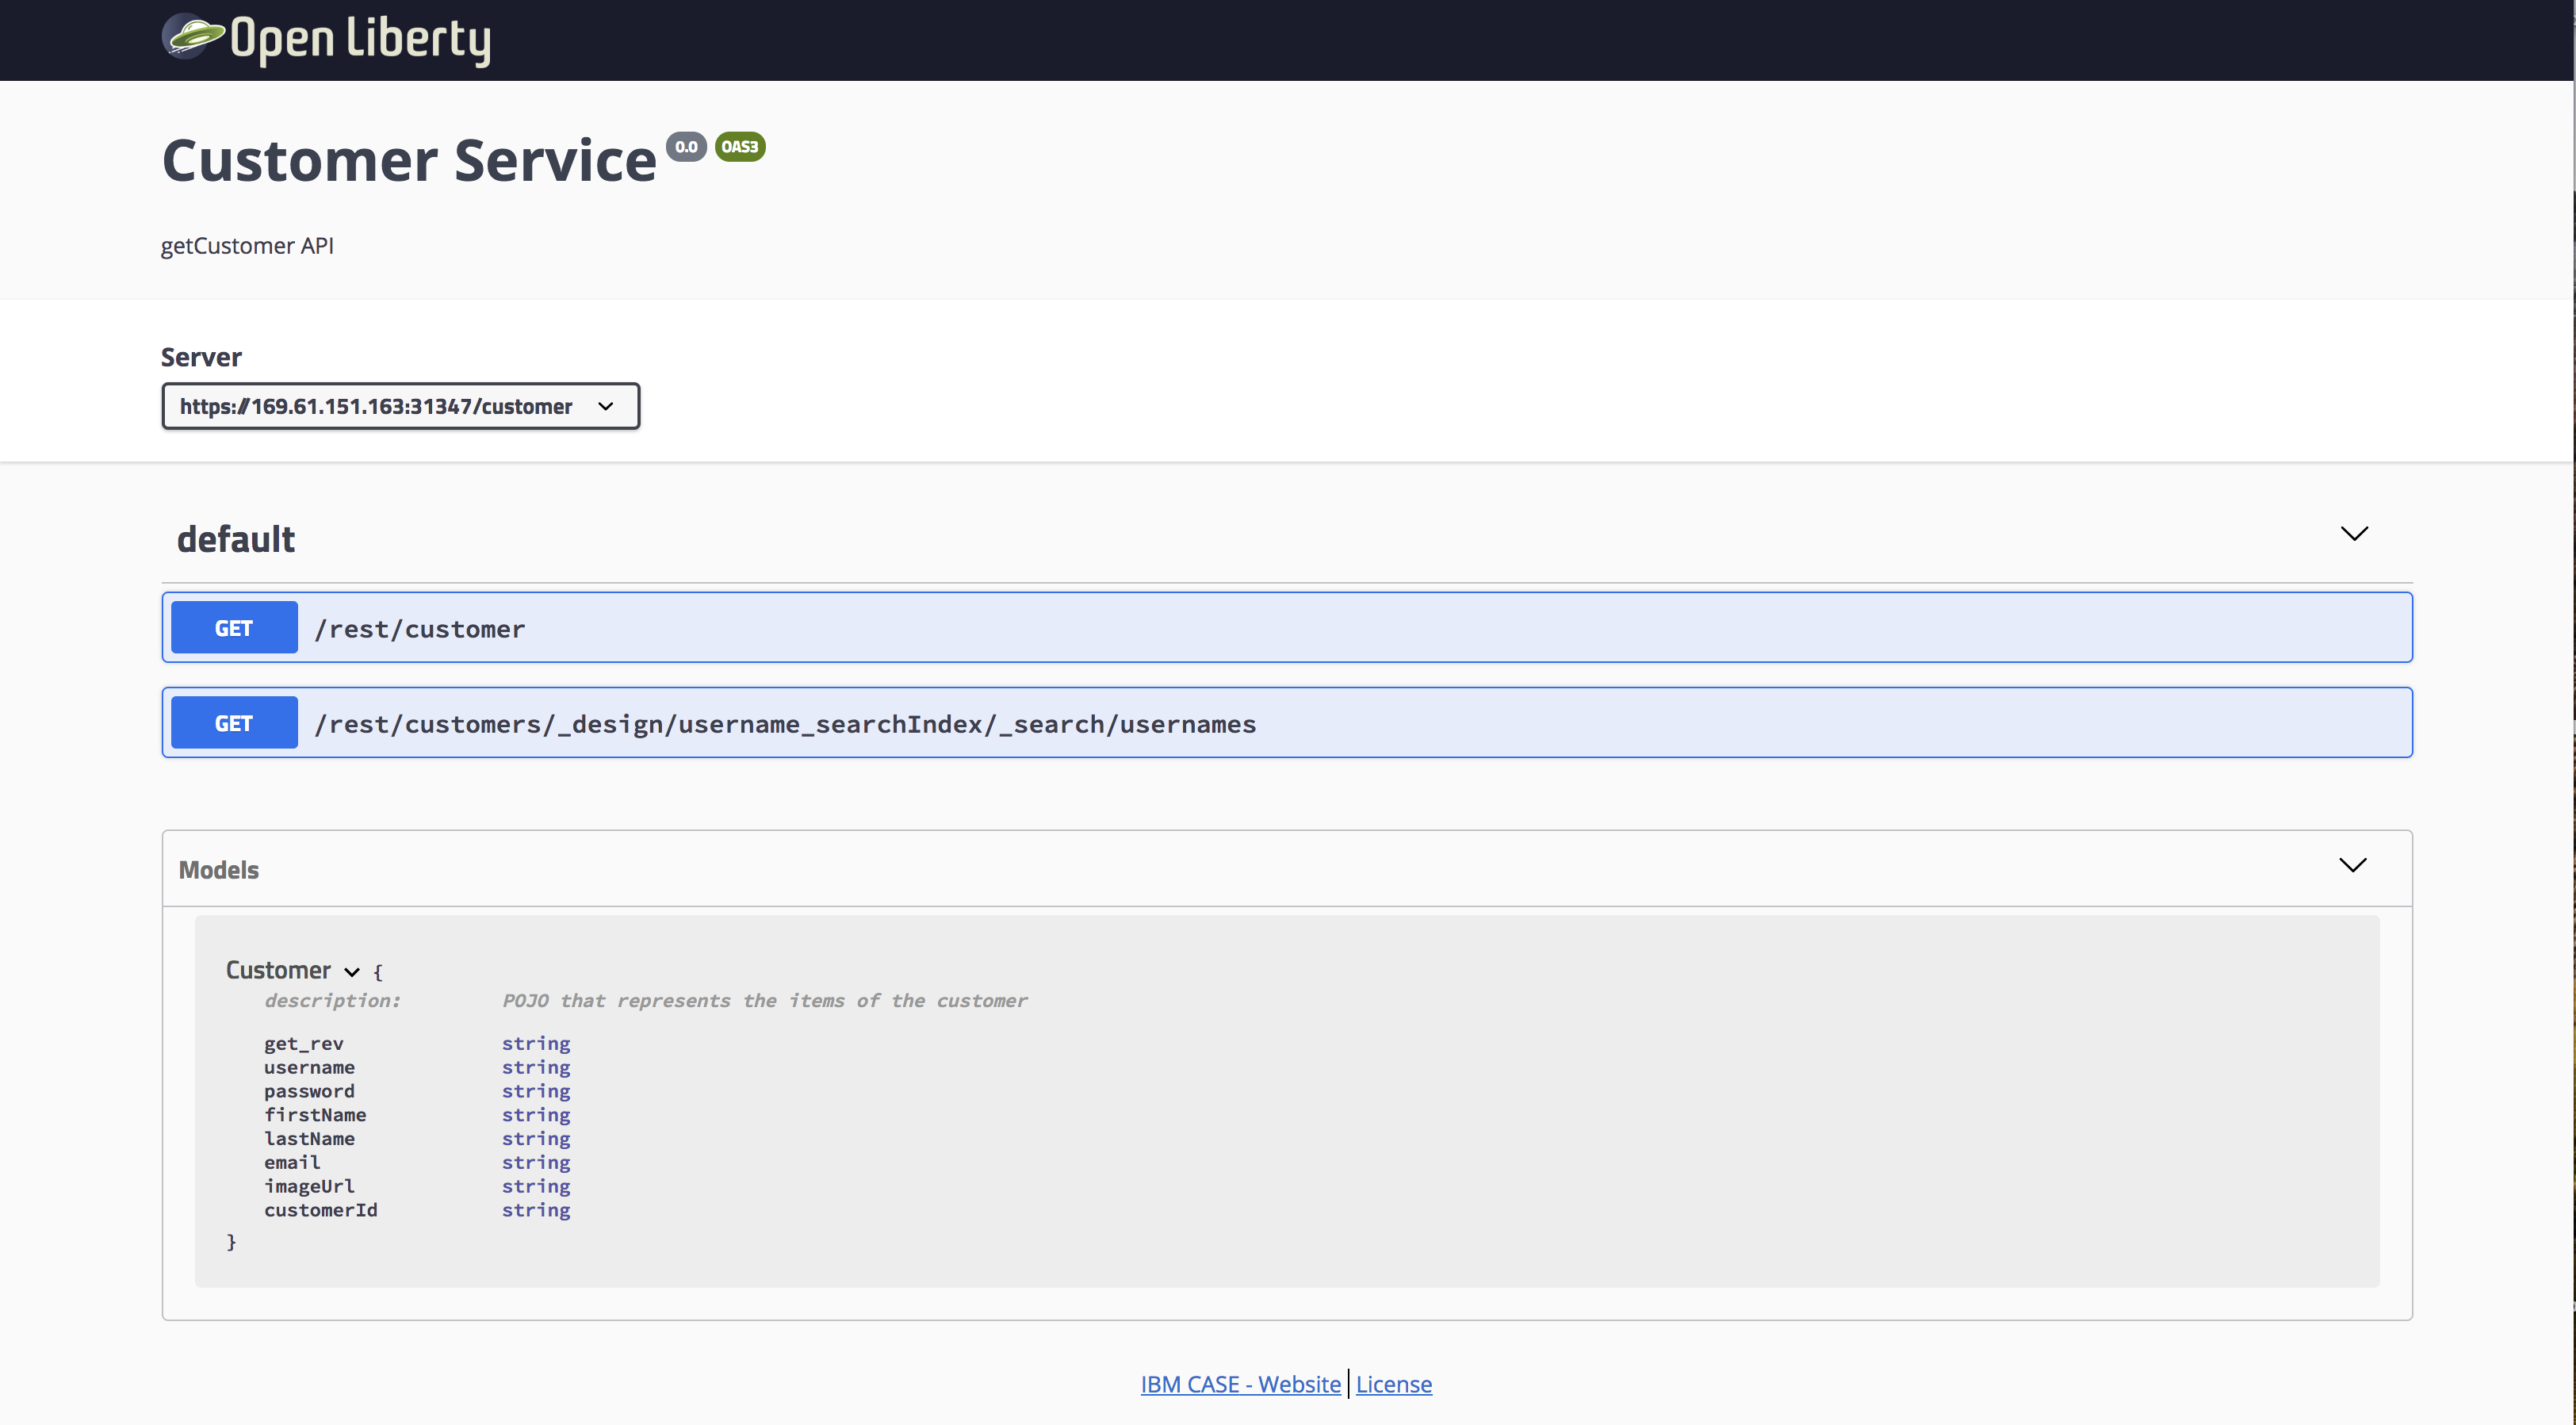 Open Liberty
Customer Service 0.0 OAS3
getCustomer API
Server
https://169.61.151.163:31347/customer
default
GET /rest/customer
GET /rest/customers/_design/username_searchIndex/_search/usernames
Models
Customer {
description: POJO that represents the items of the customer
get_rev string
username string
password string
firstName string
lastName string
email string
imageUrl string
customerId string
}
IBM CASE - Website | License